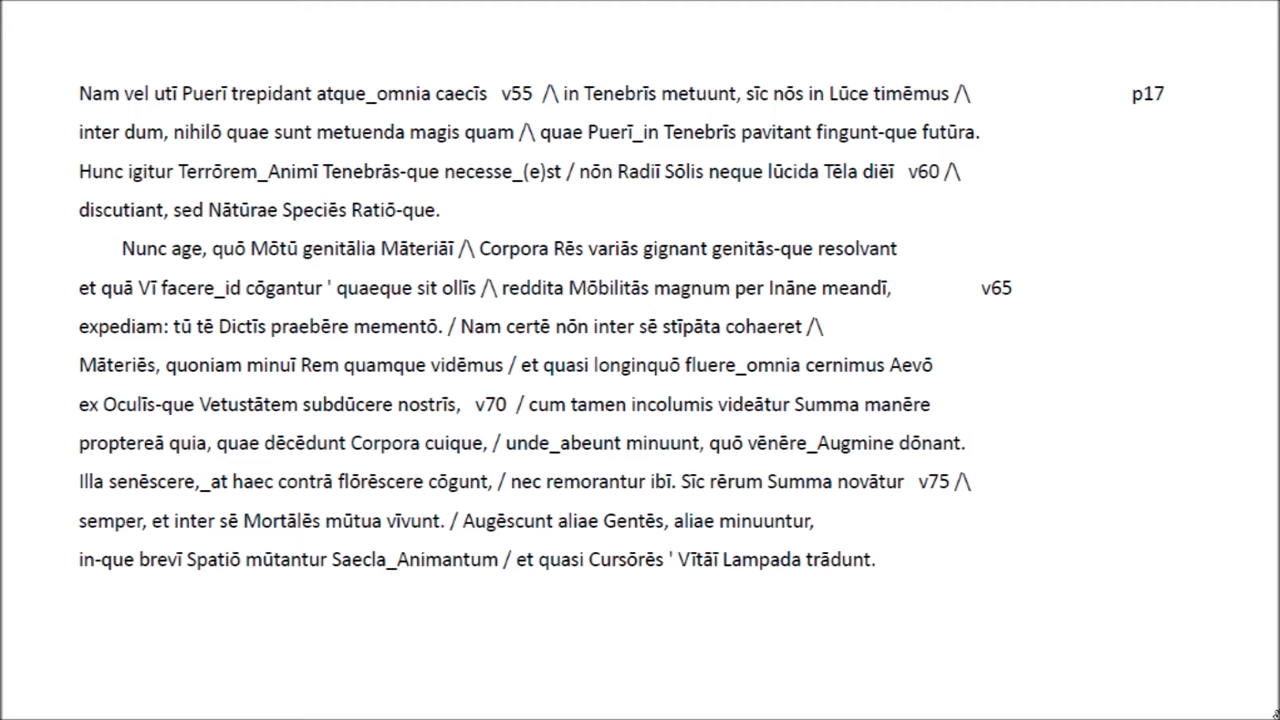 Nam vel utī Puerī trepidant atque_omnia caecīs v55 /\ in Tenebrīs metuunt, sīc nōs in Lūce timēmus /\ p17
inter dum, nihilō quae sunt metuenda magis quam /\ quae Puerī_in Tenebrīs pavitant fingunt-que futūra.
Hunc igitur Terrōrem_Animī Tenebrās-que necesse_(e)st / nōn Radiī Sōlis neque lūcida Tēla diēī v60 /\
discutiant, sed Nātūrae Speciēs Ratiō-que.
Nunc age, quō Mōtū genitālia Māteriāī /\ Corpora Rēs variās gignant genitās-que resolvant
et quā Vī facere_id cōgantur ' quaeque sit ollīs /\ reddita Mōbilitās magnum per Ināne meandī, v65
expediam: tū tē Dictīs praebēre mementō. / Nam certē nōn inter sē stīpāta cohaeret /\
Māteriēs, quoniam minuī Rem quamque vidēmus / et quasi longinquō fluere_omnia cernimus Aevō
ex Oculīs-que Vetustātem subdūcere nostrīs, v70 / cum tamen incolumis videātur Summa manēre
proptereā quia, quae dēcēdunt Corpora cuique, / unde_abeunt minuunt, quō vēnēre_Augmine dōnant.
Illa senēscere,_at haec contrā flōrēscere cōgunt, / nec remorantur ibī. Sīc rērum Summa novātur v75 /\
semper, et inter sē Mortālēs mūtua vīvunt. / Augēscunt aliae Gentēs, aliae minuuntur,
in-que brevī Spatiō mūtantur Saecla_Animantum / et quasi Cursōrēs ' Vītāī Lampada trādunt.